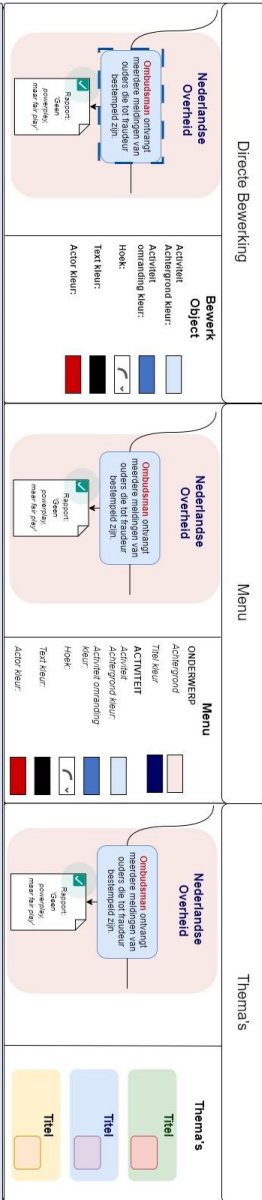 Directe Bewerking
Nederlandse
Overheid
Ombudsman ontvangt
meerdere meldingen van
ouders die tot fraudeur
bestempeld zijn.
Rapport:
'Geen
powerplay,
maar fair play'
Bewerk
Object
Activiteit
Achtergrond kleur:
Activiteit
omranding kleur:
Hoek:
Text kleur:
Actor kleur:
Menu
Nederlandse
Overheid
Ombudsman ontvangt
meerdere meldingen van
ouders die tot fraudeur
bestempeld zijn.
Rapport:
'Geen
powerplay,
maar fair play'
Menu
ONDERWERP
Achtergrond
Titel kleur
ACTIVITEIT
Activiteit
Achtergrond kleur:
Activiteit omranding
kleur:
Hoek:
Text kleur:
Actor kleur:
Thema's
Nederlandse
Overheid
Ombudsman ontvangt
meerdere meldingen van
ouders die tot fraudeur
bestempeld zijn.
Rapport:
'Geen
powerplay,
maar fair play'
Thema's
Titel
Titel
Titel